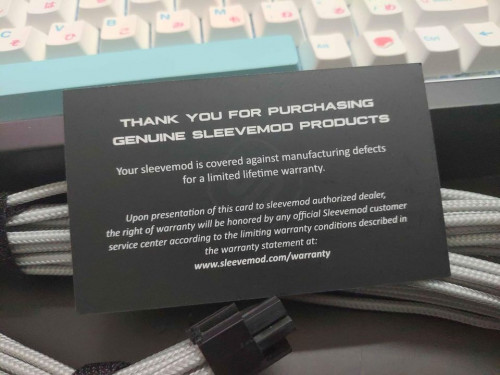 THANK YOU FOR PURCHASING
GENUINE SLEEVEMOD PRODUCTS
Your sleevemod is covered against manufacturing defects
for a limited lifetime warranty.
Upon presentation of this card to sleevemod authorized dealer,
the right of warranty will be honored by any official Sleevemod customer
service center according to the limiting warranty conditions described in
the warranty statement at:
www.sleevemod.com/warranty